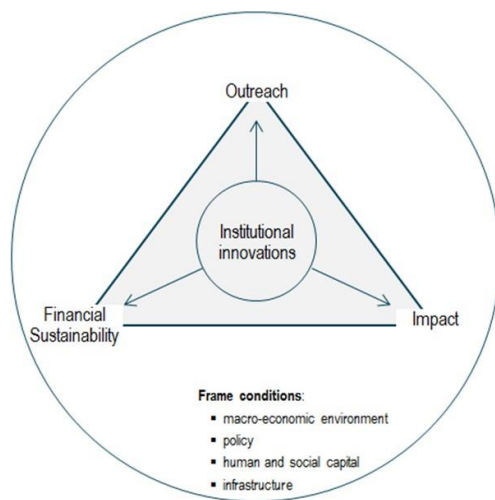 Outreach
Institutional
innovations
Financial
Sustainability
Impact
Frame conditions:
▪ macro-economic environment
▪ policy
▪ human and social capital
▪ infrastructure